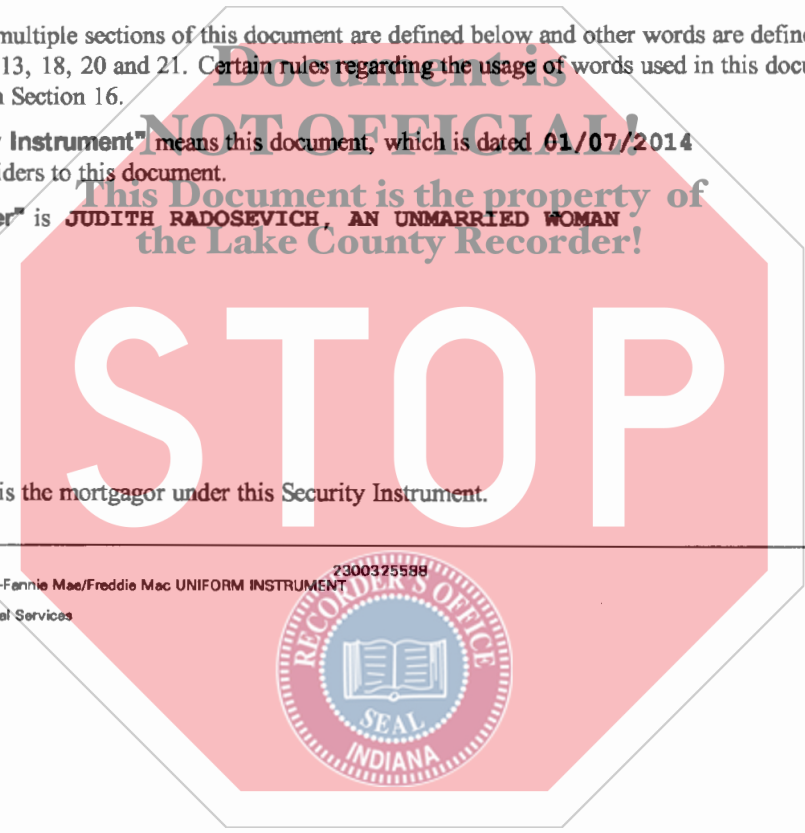 multiple sections of this document are defined below and other words are define
Document is
13, 18, 20 and 21. Certain rules regarding the usage of words used in this docu
Section 16.
NOT OFFICIAL!
Instrument" means this document, which is dated 01/07/2014
iders to this document.
This Document is the property of
er" is JUDITH RADOSEVICH, AN UNMARRIED WOMAN
the Lake County Recorder!
STOP
is the mortgagor under this Security Instrument.
2300325588
-Fannie Mae/Freddie Mac UNIFORM INSTRUMENT
al Services
RECORDER'S OFFICE
SEAL
INDIANA